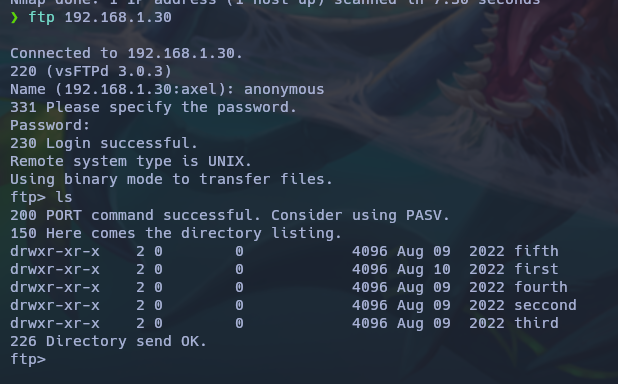 Nmap done: 1 IP address (1 host up) scanned in 7.50 seconds
❯ ftp 192.168.1.30
Connected to 192.168.1.30.
220 (vsFTPd 3.0.3)
Name (192.168.1.30:axel): anonymous
331 Please specify the password.
Password:
230 Login successful.
Remote system type is UNIX.
Using binary mode to transfer files.
ftp> ls
200 PORT command successful. Consider using PASV.
150 Here comes the directory listing.
drwxr-xr-x    2 0        0            4096 Aug 09  2022 fifth
drwxr-xr-x    2 0        0            4096 Aug 10  2022 first
drwxr-xr-x    2 0        0            4096 Aug 09  2022 fourth
drwxr-xr-x    2 0        0            4096 Aug 09  2022 seccond
drwxr-xr-x    2 0        0            4096 Aug 09  2022 third
226 Directory send OK.
ftp>